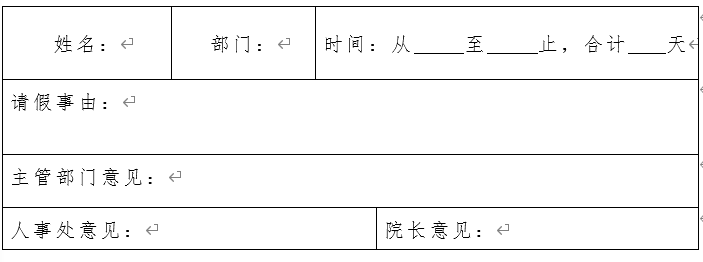 姓名： 部门： 时间：从_____至_____止，合计____天
请假事由：
主管部门意见：
人事处意见： 院长意见：